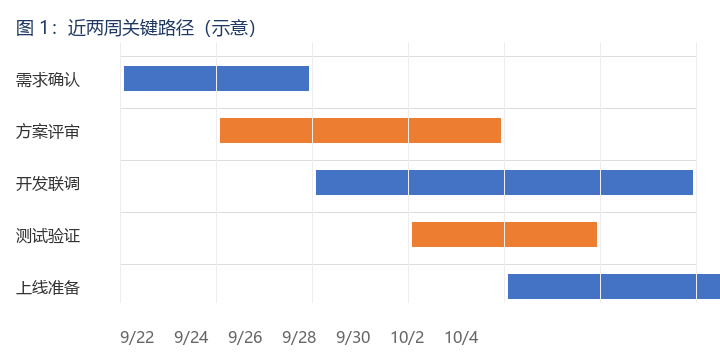 图 1：近两周关键路径（示意）
需求确认
方案评审
开发联调
测试验证
上线准备
9/22 9/24 9/26 9/28 9/30 10/2 10/4